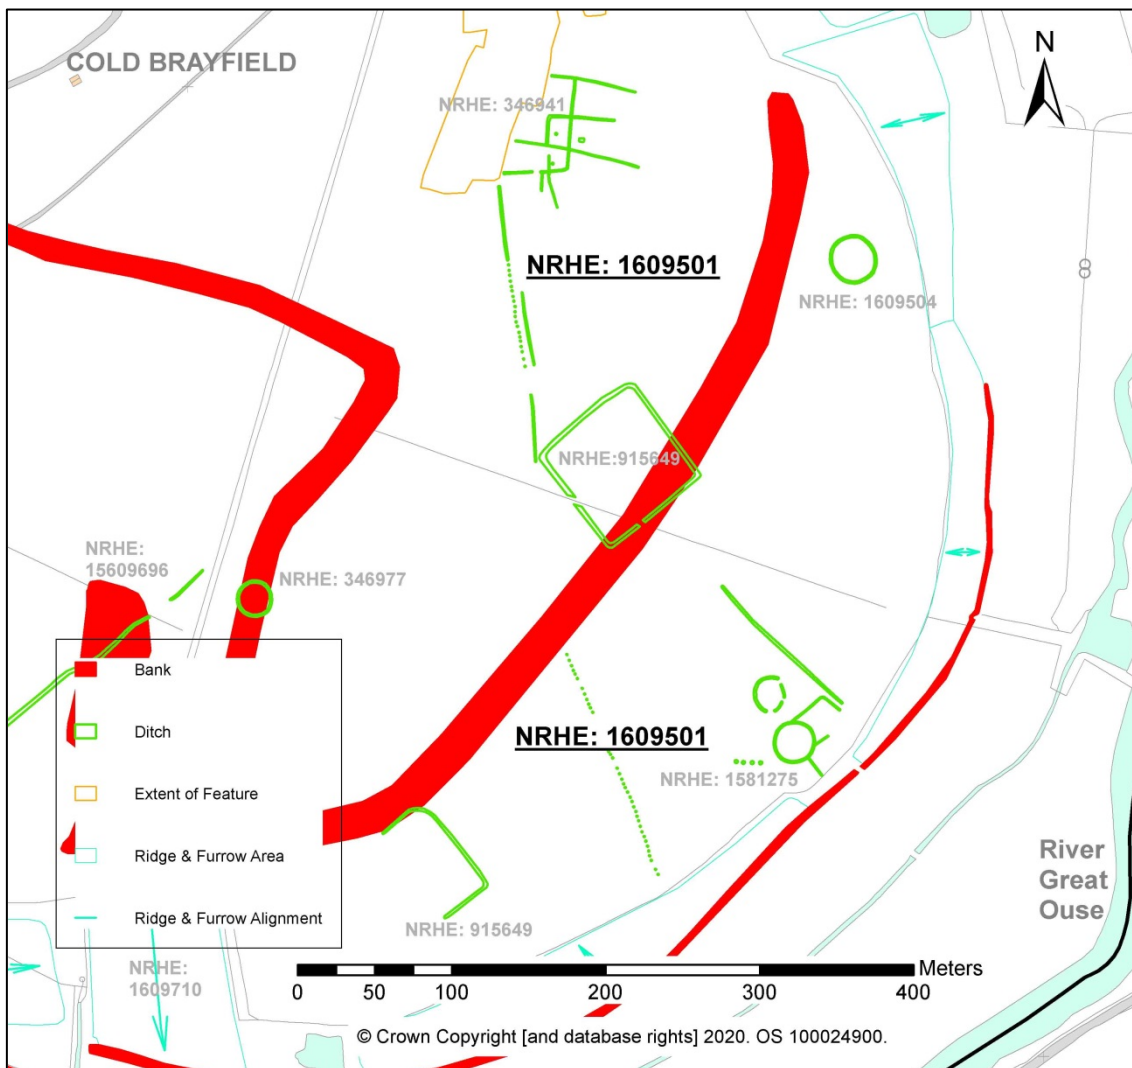 COLD BRAYFIELD
N
NRHE: 346941
NRHE: 1609501
NRHE: 1609504
8
NRHE:915649
NRHE:
15609696
NRHE: 346977
Bank
Ditch
Extent of Feature
Ridge & Furrow Area
Ridge & Furrow Alignment
NRHE: 1609501
NRHE: 1581275
River
Great
Ouse
NRHE: 915649
NRHE:
1609710
Meters
0 50 100 200 300 400
© Crown Copyright [and database rights] 2020. OS 100024900.